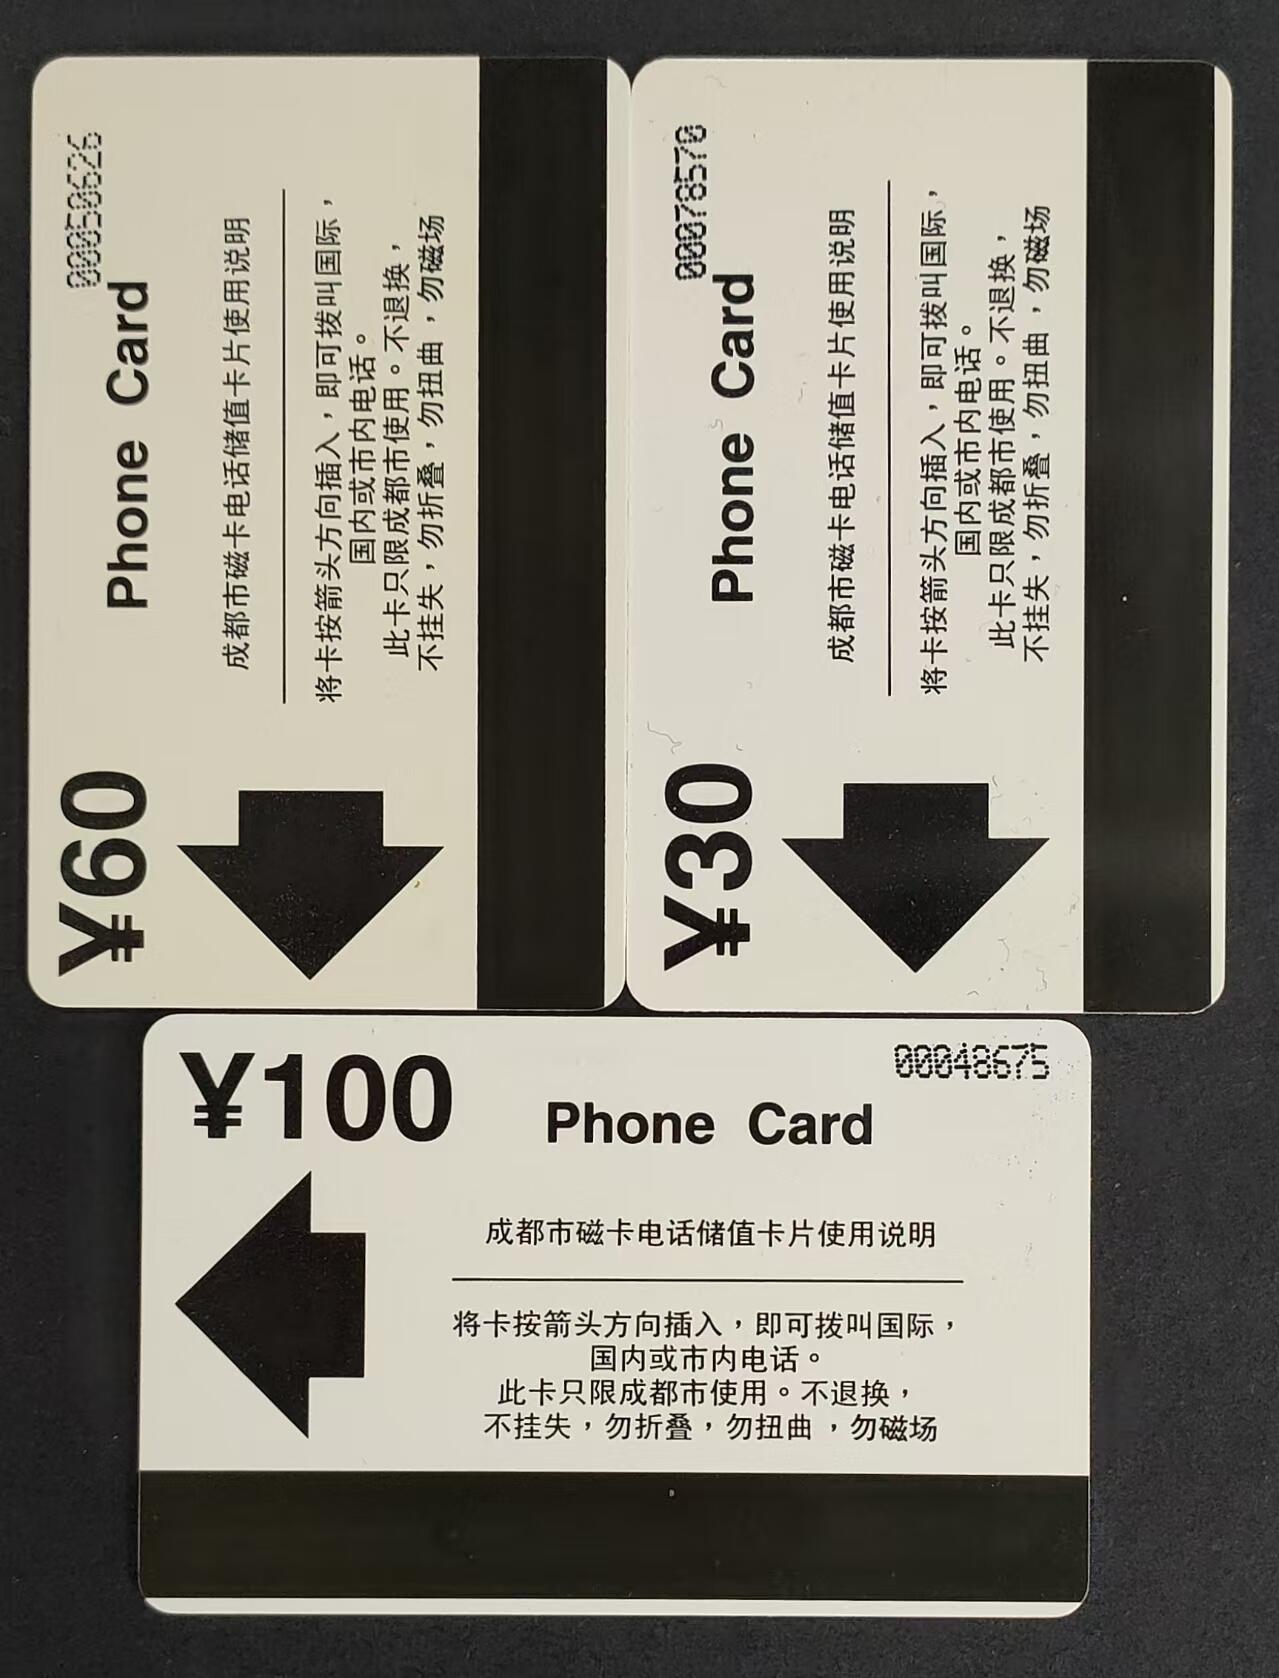 ¥60
00050626
Phone Card
成都市磁卡电话储值卡片使用说明
将卡按箭头方向插入，即可拨叫国际，
国内或市内电话。
此卡只限成都市使用。不退换，
不挂失，勿折叠，勿扭曲，勿磁场
¥30
00078570
Phone Card
成都市磁卡电话储值卡片使用说明
将卡按箭头方向插入，即可拨叫国际，
国内或市内电话。
此卡只限成都市使用。不退换，
不挂失，勿折叠，勿扭曲，勿磁场
¥100
00048675
Phone Card
成都市磁卡电话储值卡片使用说明
将卡按箭头方向插入，即可拨叫国际，
国内或市内电话。
此卡只限成都市使用。不退换，
不挂失，勿折叠，勿扭曲，勿磁场